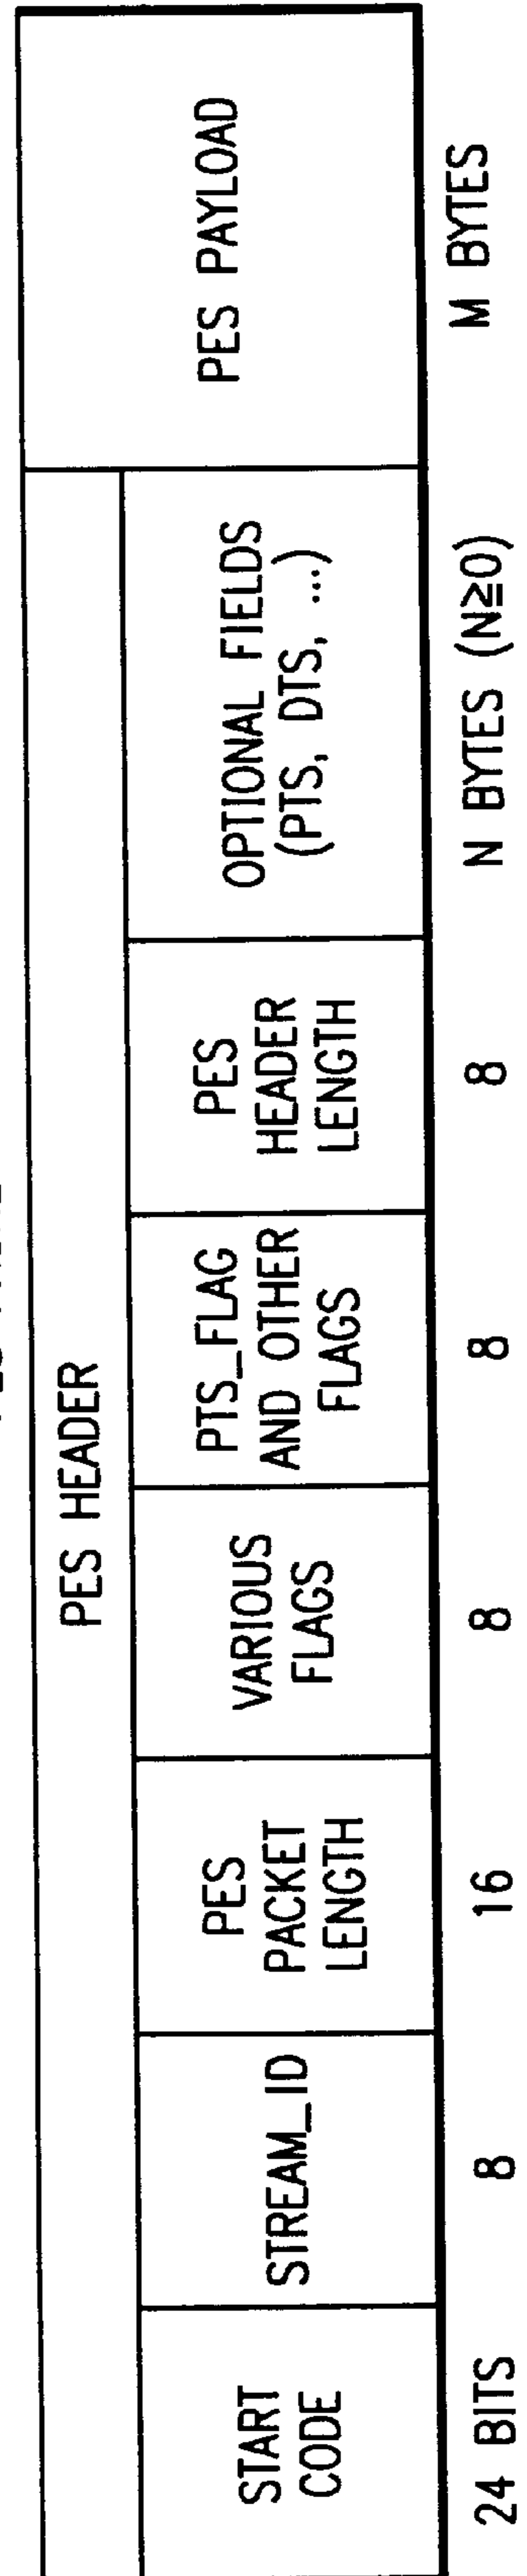 PES HEADER
START
CODE
STREAM_ID
PES
PACKET
LENGTH
VARIOUS
FLAGS
PTS_FLAG
AND OTHER
FLAGS
PES
HEADER
LENGTH
OPTIONAL FIELDS
(PTS, DTS, ...)
PES PAYLOAD
24 BITS
8
16
8
8
8
N BYTES (N≥0)
M BYTES